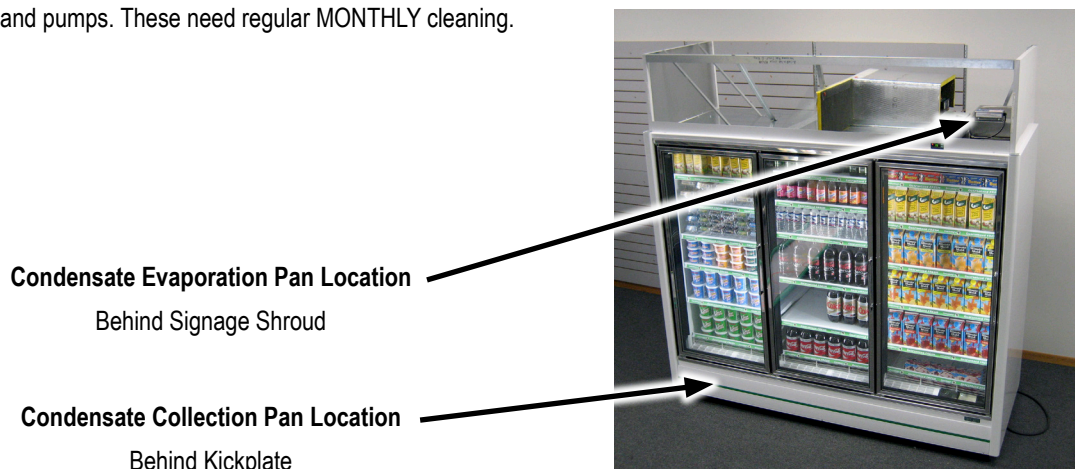 and pumps. These need regular MONTHLY cleaning.
Condensate Evaporation Pan Location
Behind Signage Shroud
Condensate Collection Pan Location
Behind Kickplate